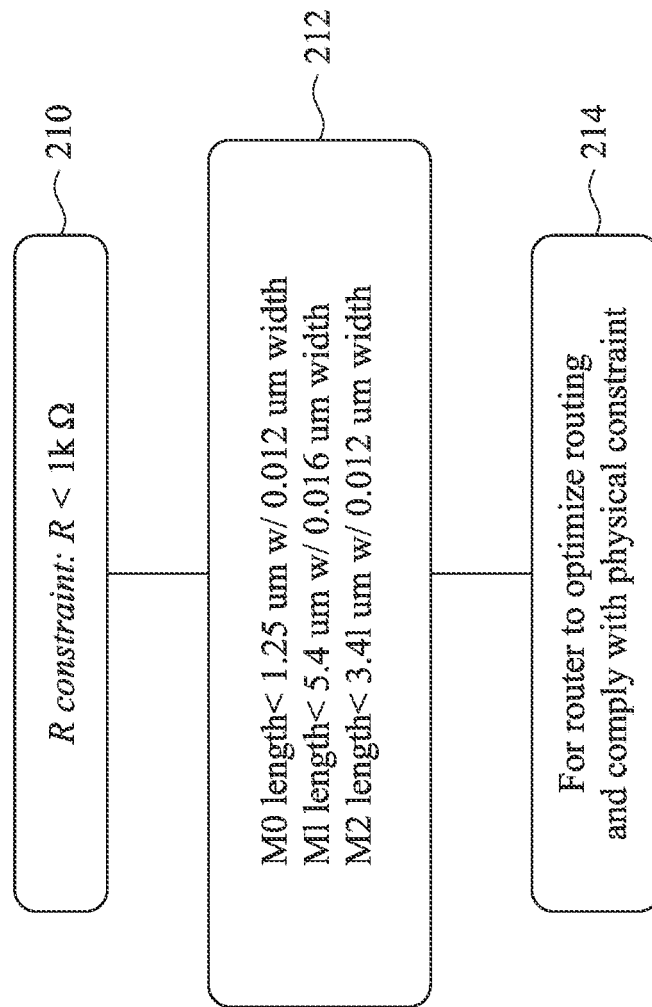 R constraint: R < 1kΩ
210
M0 length< 1.25 um w/ 0.012 um width
M1 length< 5.4 um w/ 0.016 um width
M2 length< 3.41 um w/ 0.012 um width
212
For router to optimize routing
and comply with physical constraint
214